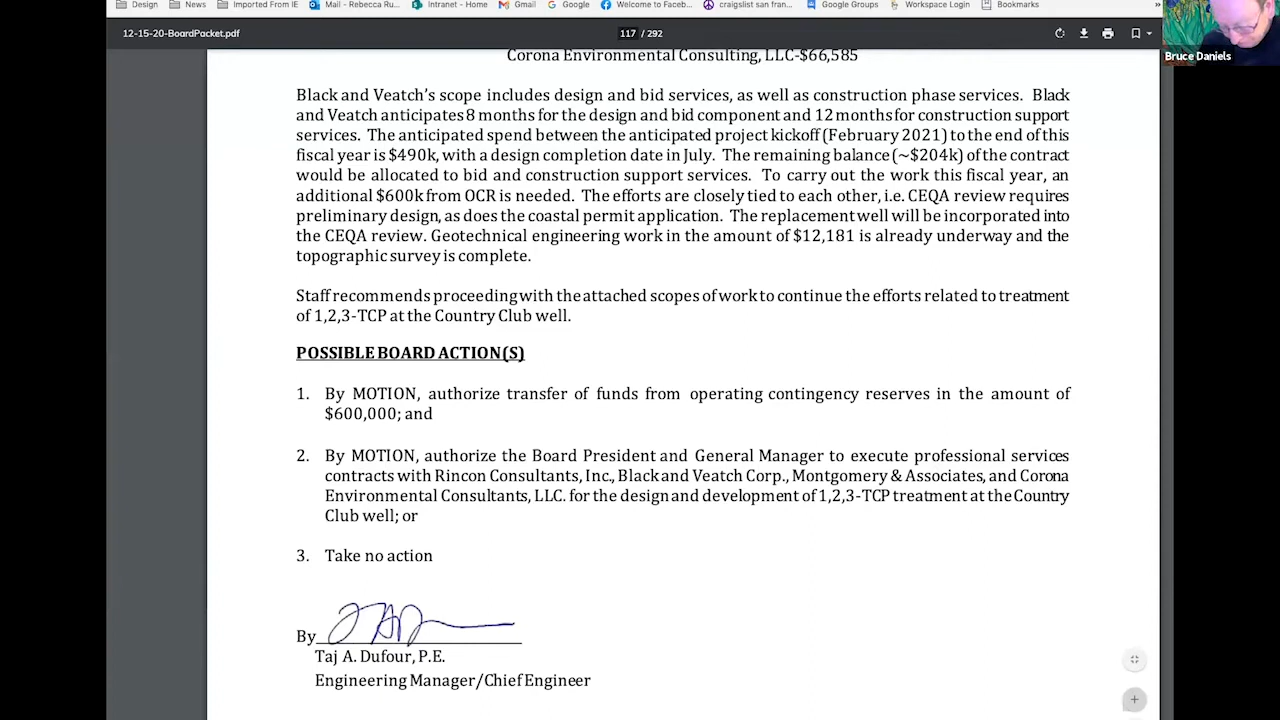 Design News Imported From IE Mail - Rebecca Ru... Intranet - Home Gmail Google Welcome to Faceb... craigslist san fran... Google Groups Workspace Login Bookmarks »
12-15-20-BoardPacket.pdf 117 / 292
Bruce Daniels
Corona Environmental Consulting, LLC-$66,585
Black and Veatch's scope includes design and bid services, as well as construction phase services. Black
and Veatch anticipates 8 months for the design and bid component and 12 months for construction support
services. The anticipated spend between the anticipated project kickoff (February 2021) to the end of this
fiscal year is $490k, with a design completion date in July. The remaining balance (~$204k) of the contract
would be allocated to bid and construction support services. To carry out the work this fiscal year, an
additional $600k from OCR is needed. The efforts are closely tied to each other, i.e. CEQA review requires
preliminary design, as does the coastal permit application. The replacement well will be incorporated into
the CEQA review. Geotechnical engineering work in the amount of $12,181 is already underway and the
topographic survey is complete.
Staff recommends proceeding with the attached scopes of work to continue the efforts related to treatment
of 1,2,3-TCP at the Country Club well.
POSSIBLE BOARD ACTION(S)
1. By MOTION, authorize transfer of funds from operating contingency reserves in the amount of
$600,000; and
2. By MOTION, authorize the Board President and General Manager to execute professional services
contracts with Rincon Consultants, Inc., Black and Veatch Corp., Montgomery & Associates, and Corona
Environmental Consultants, LLC. for the design and development of 1,2,3-TCP treatment at the Country
Club well; or
3. Take no action
By
Taj A. Dufour, P.E.
Engineering Manager/Chief Engineer